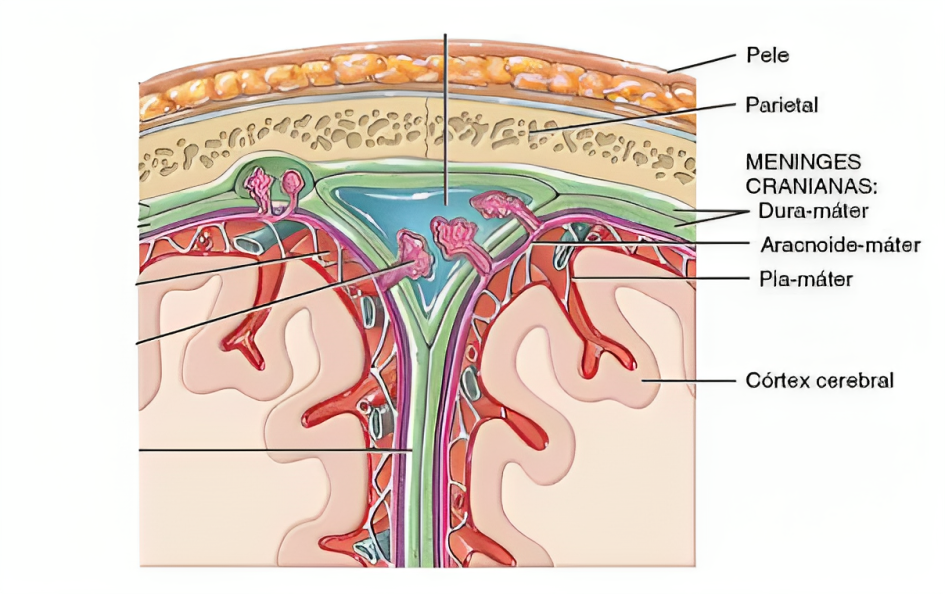 Pele
Parietal
MENINGES
CRANIANAS:
Dura-máter
Aracnoide-máter
Pia-máter
Córtex cerebral